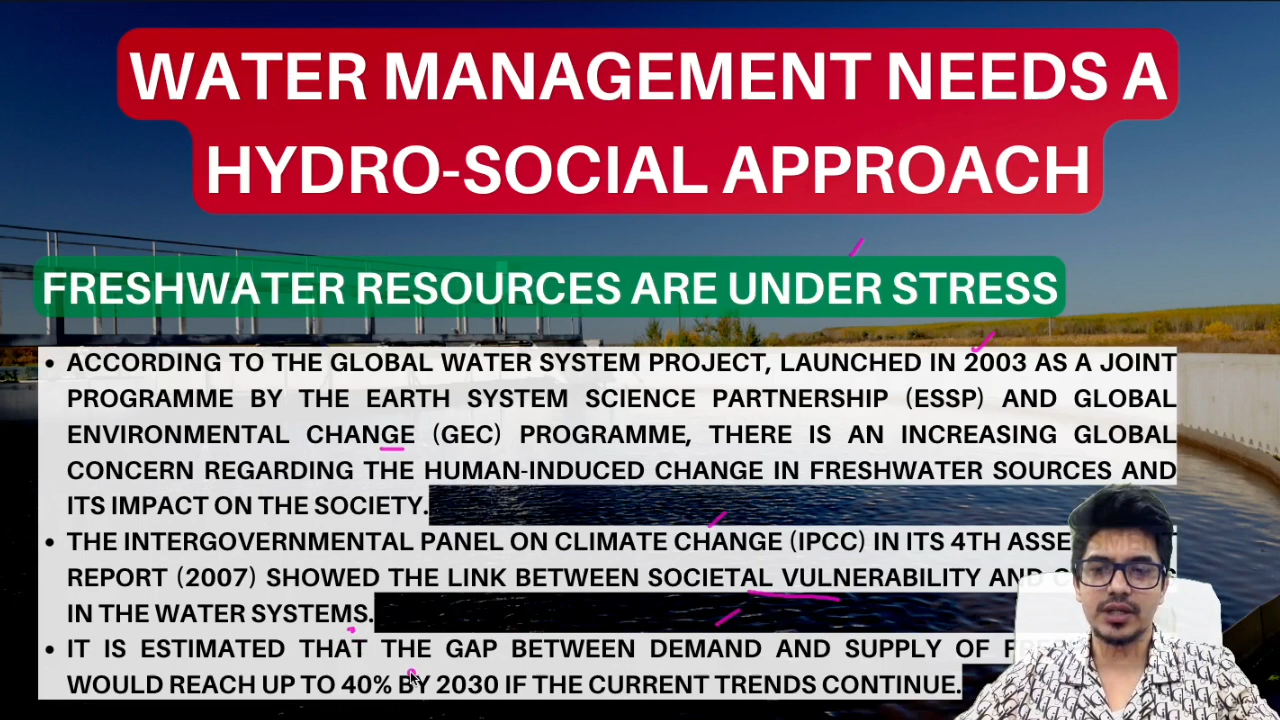 WATER MANAGEMENT NEEDS A
HYDRO-SOCIAL APPROACH
FRESHWATER RESOURCES ARE UNDER STRESS
• ACCORDING TO THE GLOBAL WATER SYSTEM PROJECT, LAUNCHED IN 2003 AS A JOINT
PROGRAMME BY THE EARTH SYSTEM SCIENCE PARTNERSHIP (ESSP) AND GLOBAL
ENVIRONMENTAL CHANGE (GEC) PROGRAMME, THERE IS AN INCREASING GLOBAL
CONCERN REGARDING THE HUMAN-INDUCED CHANGE IN FRESHWATER SOURCES AND
ITS IMPACT ON THE SOCIETY.
• THE INTERGOVERNMENTAL PANEL ON CLIMATE CHANGE (IPCC) IN ITS 4TH
REPORT (2007) SHOWED THE LINK BETWEEN SOCIETAL VULNERABILITY AND
IN THE WATER SYSTEMS.
• IT IS ESTIMATED THAT THE GAP BETWEEN DEMAND AND SUPPLY OF
WOULD REACH UP TO 40% BY 2030 IF THE CURRENT TRENDS CONTINUE.